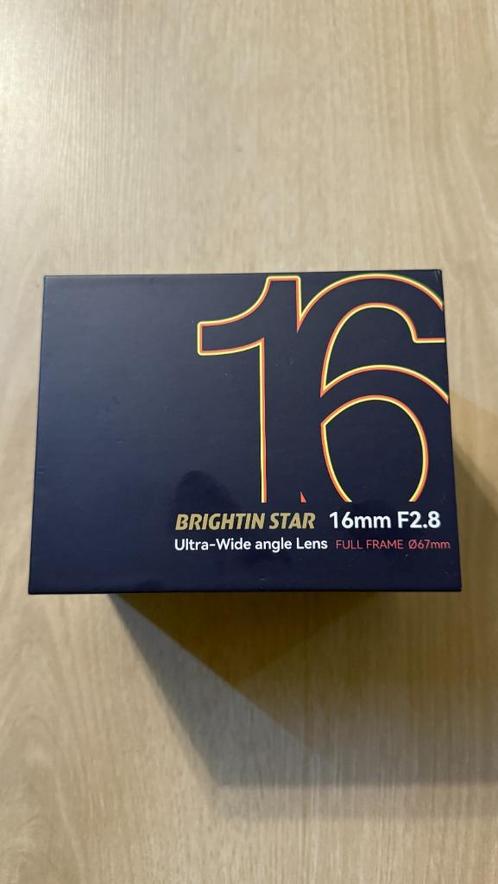 16
BRIGHTIN STAR 16mm F2.8
Ultra-Wide angle Lens FULL FRAME Ø67mm